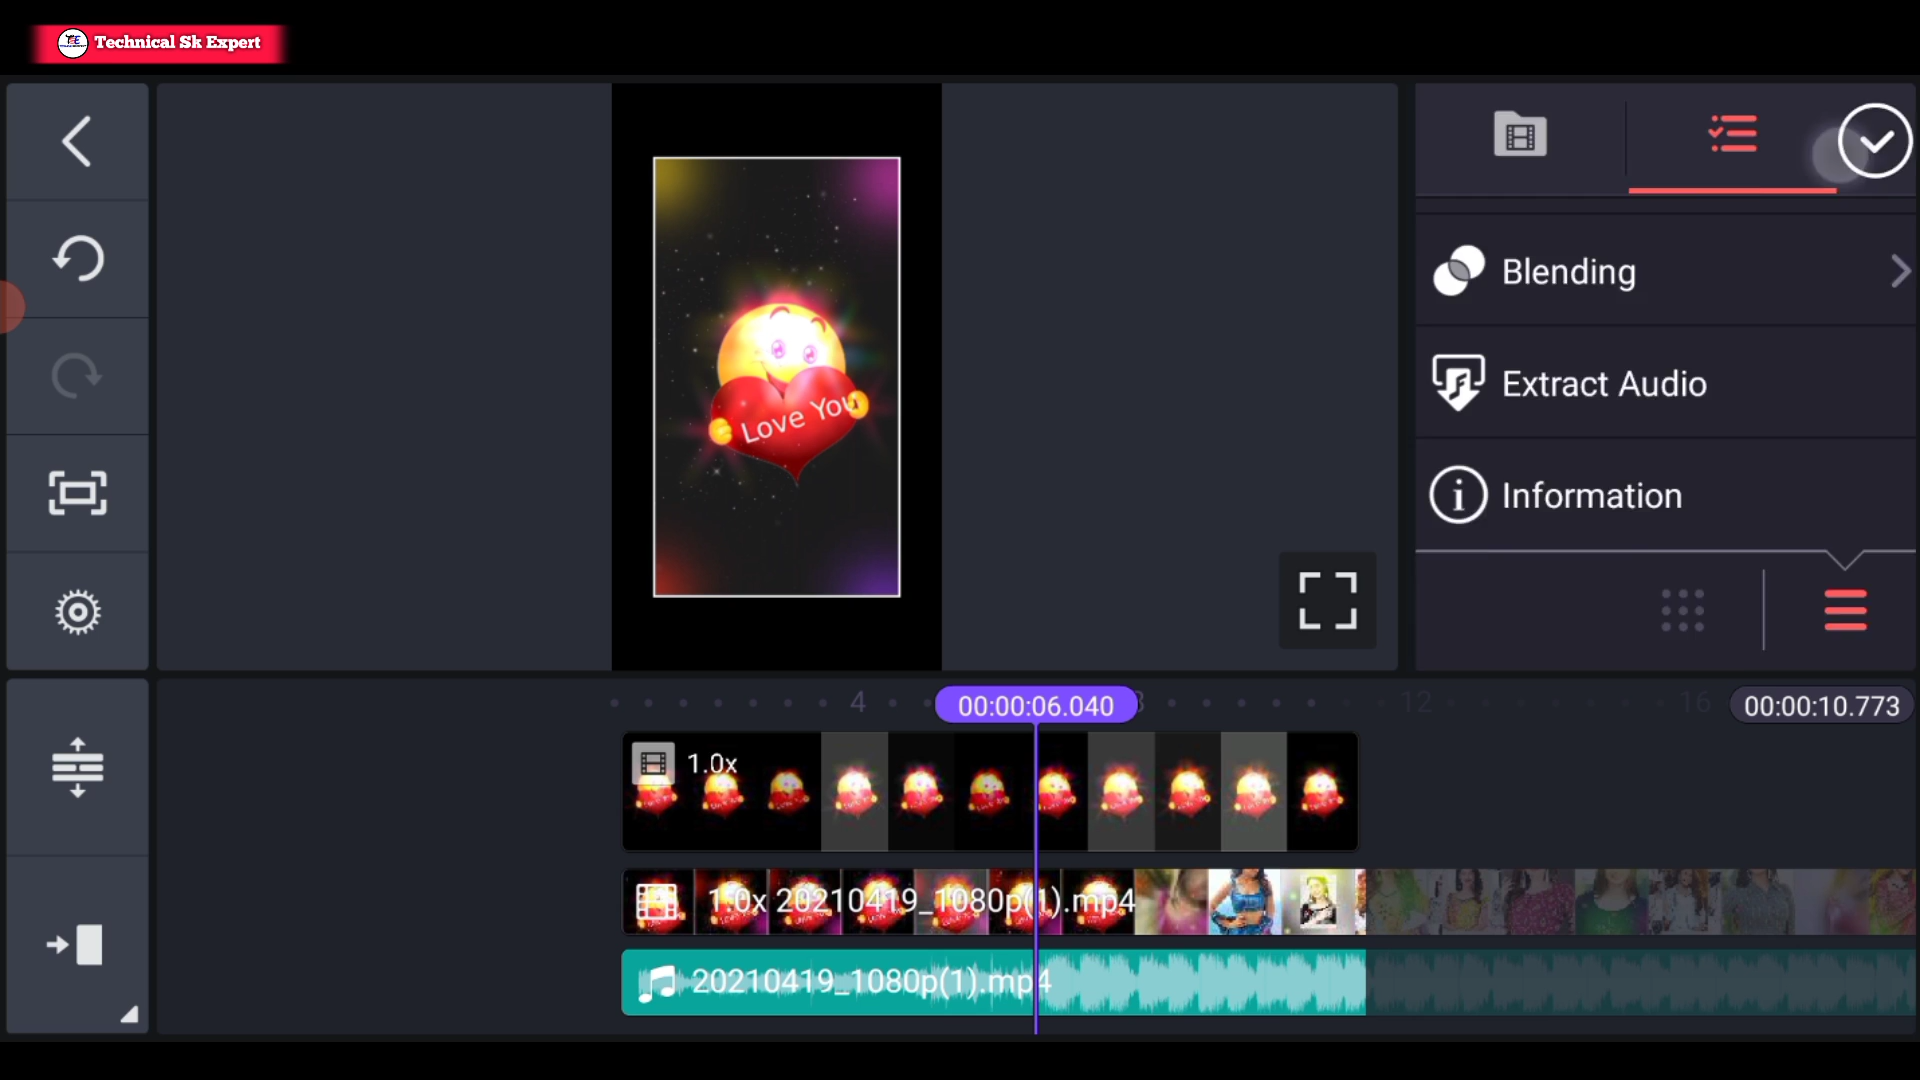 Technical Sk Expert
Blending
Extract Audio
Information
Love You
4
00:00:06.040
8
12
16
00:00:10.773
1.0x
1.0x 20210419_1080p(1).mp4
20210419_1080p(1).mp4